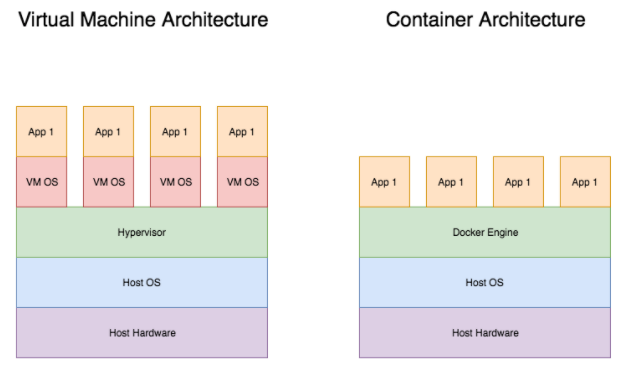 Virtual Machine Architecture
Container Architecture
App 1 App 1 App 1 App 1
VM OS VM OS VM OS VM OS
Hypervisor
Host OS
Host Hardware
App 1 App 1 App 1 App 1
Docker Engine
Host OS
Host Hardware